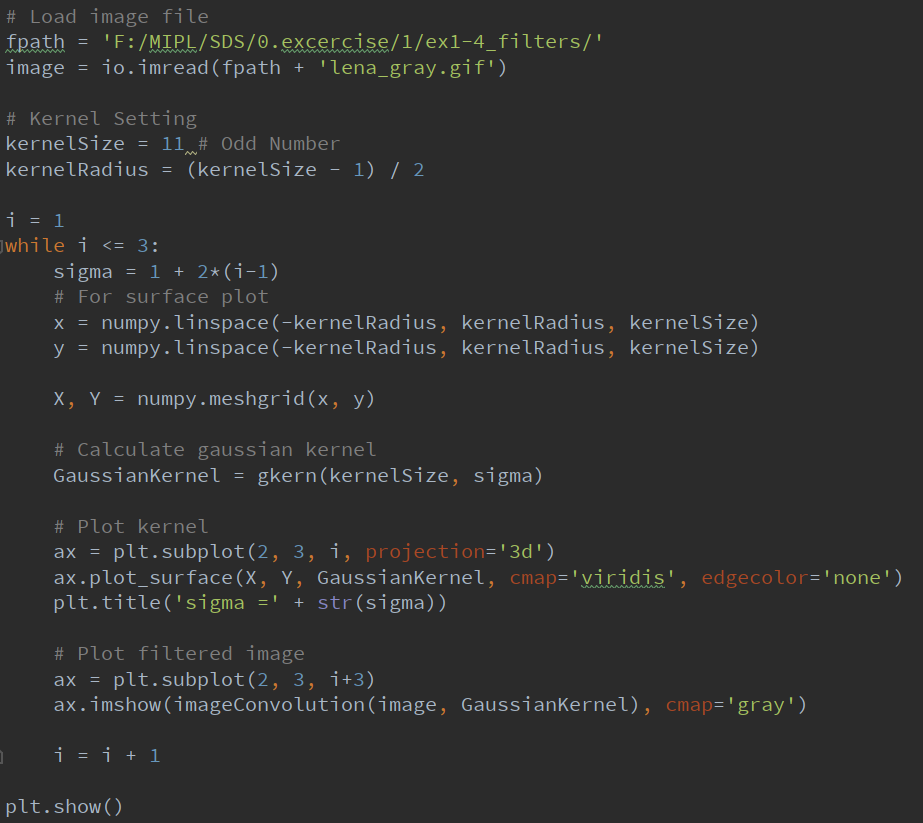 # Load image file
fpath = 'F:/MIPL/SDS/0.excercise/1/ex1-4_filters/'
image = io.imread(fpath + 'lena_gray.gif')
# Kernel Setting
kernelSize = 11 # Odd Number
kernelRadius = (kernelSize - 1) / 2
i = 1
while i <= 3:
    sigma = 1 + 2*(i-1)
    # For surface plot
    x = numpy.linspace(-kernelRadius, kernelRadius, kernelSize)
    y = numpy.linspace(-kernelRadius, kernelRadius, kernelSize)
    X, Y = numpy.meshgrid(x, y)
    # Calculate gaussian kernel
    GaussianKernel = gkern(kernelSize, sigma)
    # Plot kernel
    ax = plt.subplot(2, 3, i, projection='3d')
    ax.plot_surface(X, Y, GaussianKernel, cmap='viridis', edgecolor='none')
    plt.title('sigma =' + str(sigma))
    # Plot filtered image
    ax = plt.subplot(2, 3, i+3)
    ax.imshow(imageConvolution(image, GaussianKernel), cmap='gray')
    i = i + 1
plt.show()